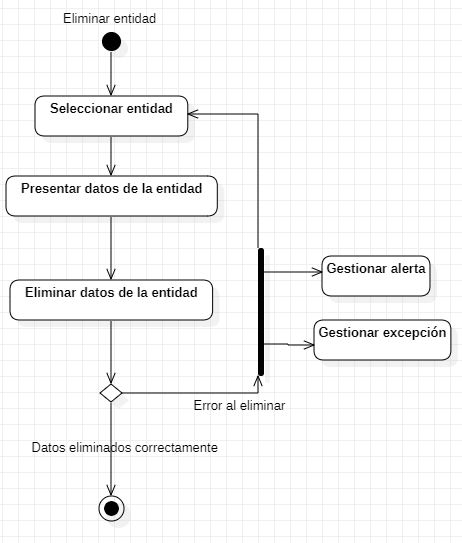 Eliminar entidad
Seleccionar entidad
Presentar datos de la entidad
Eliminar datos de la entidad
Gestionar alerta
Gestionar excepción
Error al eliminar
Datos eliminados correctamente